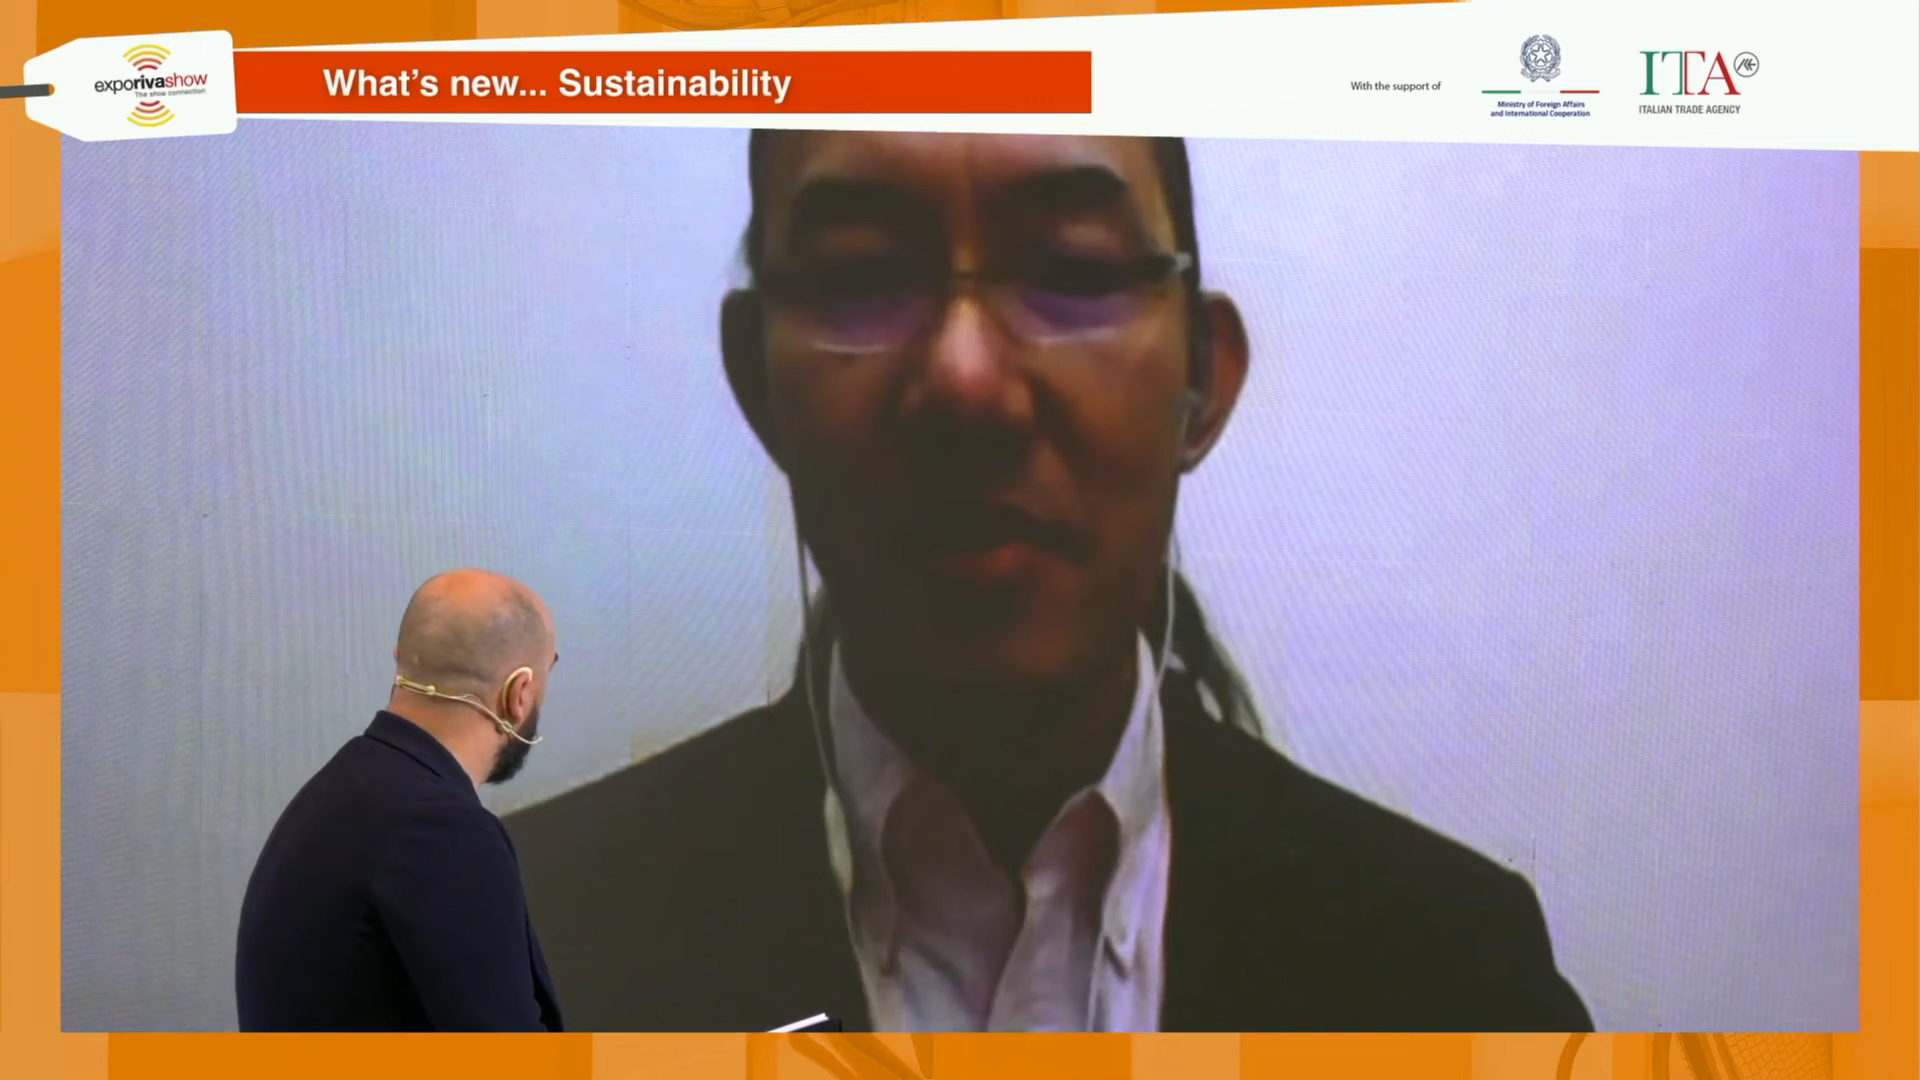 exporivashow
The shoe connection
What's new... Sustainability
With the support of
Ministry of Foreign Affairs
and International Cooperation
ITA
ITALIAN TRADE AGENCY